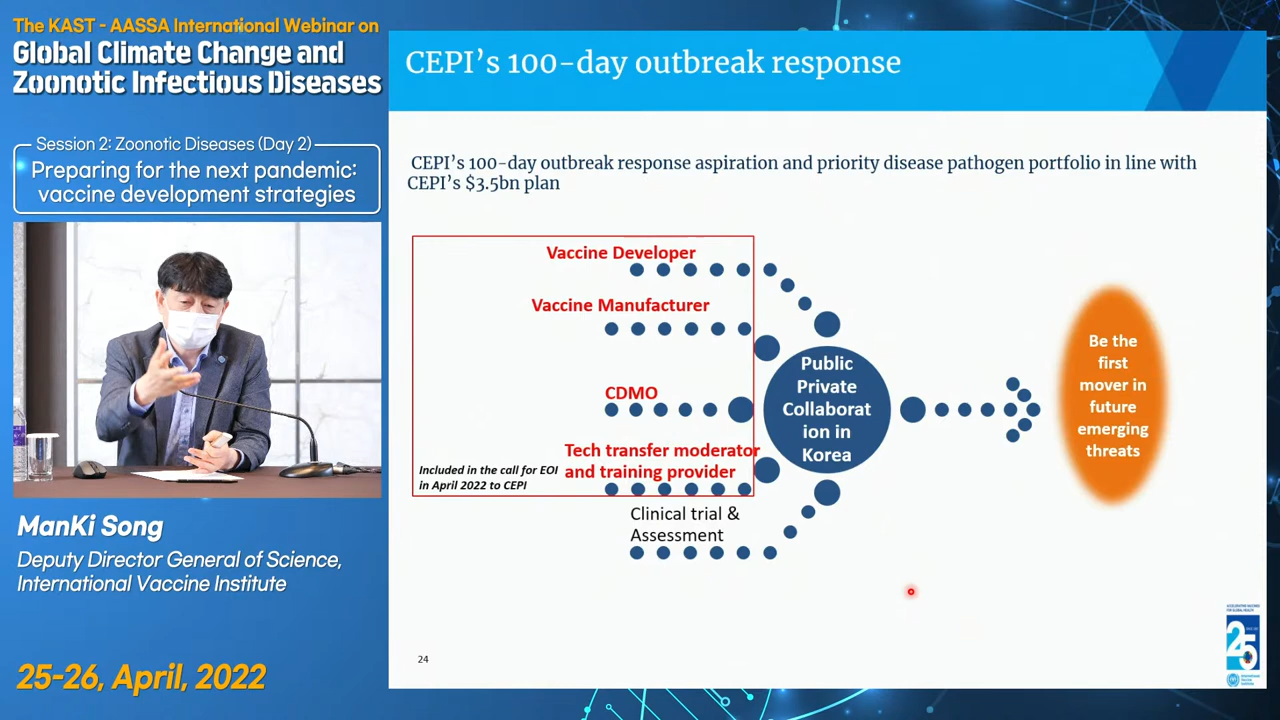 The KAST - AASSA International Webinar on
Global Climate Change and
Zoonotic Infectious Diseases
Session 2: Zoonotic Diseases (Day 2)
Preparing for the next pandemic:
vaccine development strategies
ManKi Song
Deputy Director General of Science,
International Vaccine Institute
25-26, April, 2022
CEPI's 100-day outbreak response
CEPI's 100-day outbreak response aspiration and priority disease pathogen portfolio in line with
CEPI's $3.5bn plan
Vaccine Developer
Vaccine Manufacturer
CDMO
Tech transfer moderator
and training provider
Included in the call for EOI
in April 2022 to CEPI
Clinical trial &
Assessment
Public
Private
Collaborat
ion in
Korea
Be the
first
mover in
future
emerging
threats
24
25